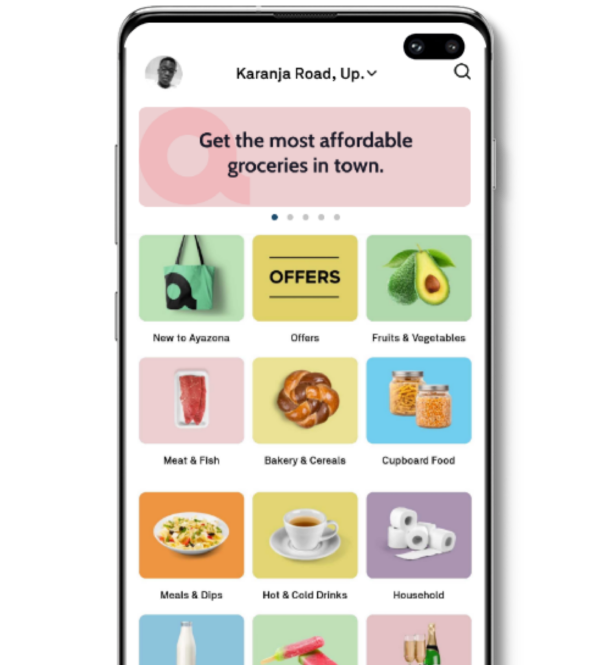 Karanja Road, Up.
Get the most affordable
groceries in town.
OFFERS
New to Ayazona
Offers
Fruits & Vegetables
Meat & Fish
Bakery & Cereals
Cupboard Food
Meals & Dips
Hot & Cold Drinks
Household